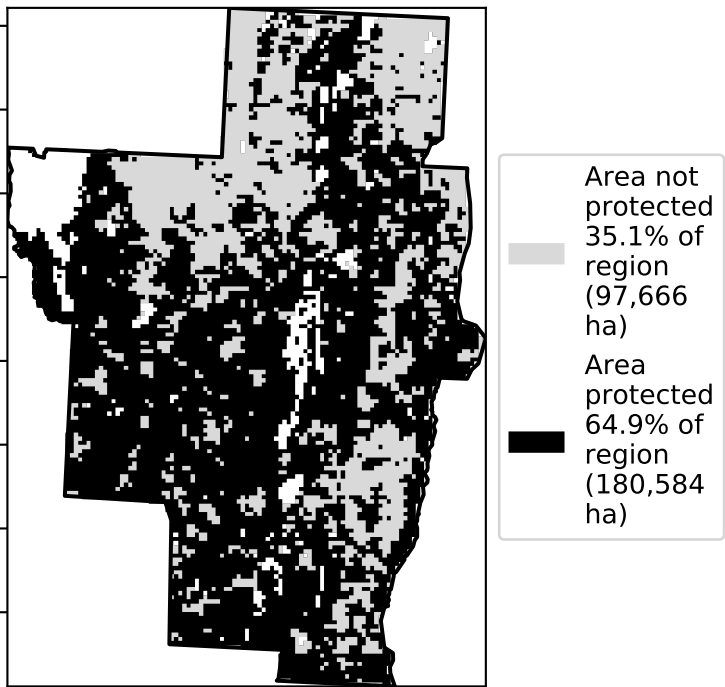 Area not
protected
35.1% of
region
(97,666
ha)
Area
protected
64.9% of
region
(180,584
ha)